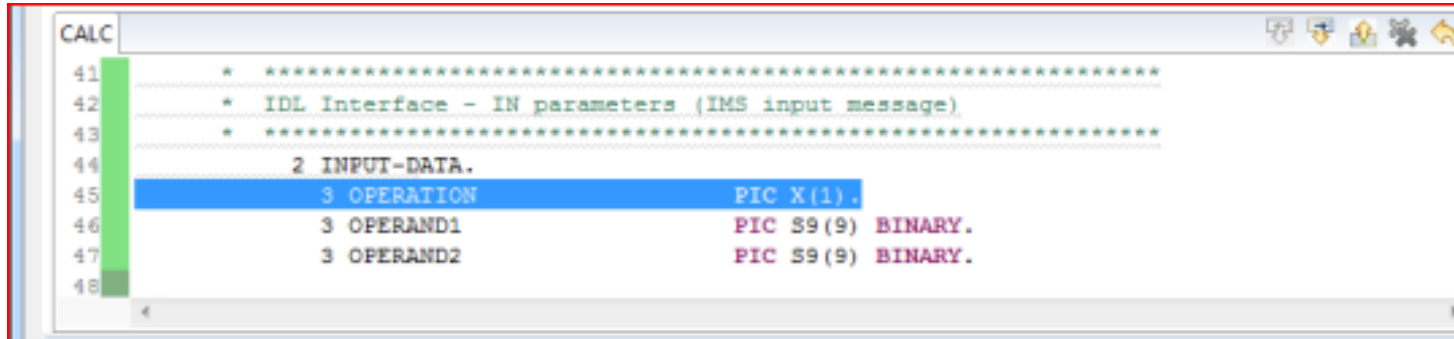 CALC
41 * ***************************************************************
42 * IDL Interface - IN parameters (IMS input message)
43 * ***************************************************************
44 2 INPUT-DATA.
45 3 OPERATION PIC X(1).
46 3 OPERAND1 PIC S9(9) BINARY.
47 3 OPERAND2 PIC S9(9) BINARY.
48